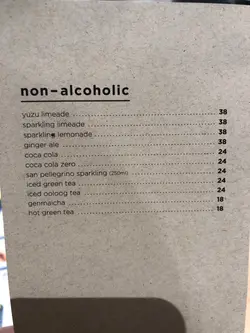 non-alcoholic
yuzu limeade 38
sparkling limeade 38
sparkling lemonade 38
ginger ale 38
coca cola 24
coca cola zero 24
san pellegrino sparkling (250ml) 24
iced green tea 24
iced oolong tea 24
genmaicha 18
hot green tea 18